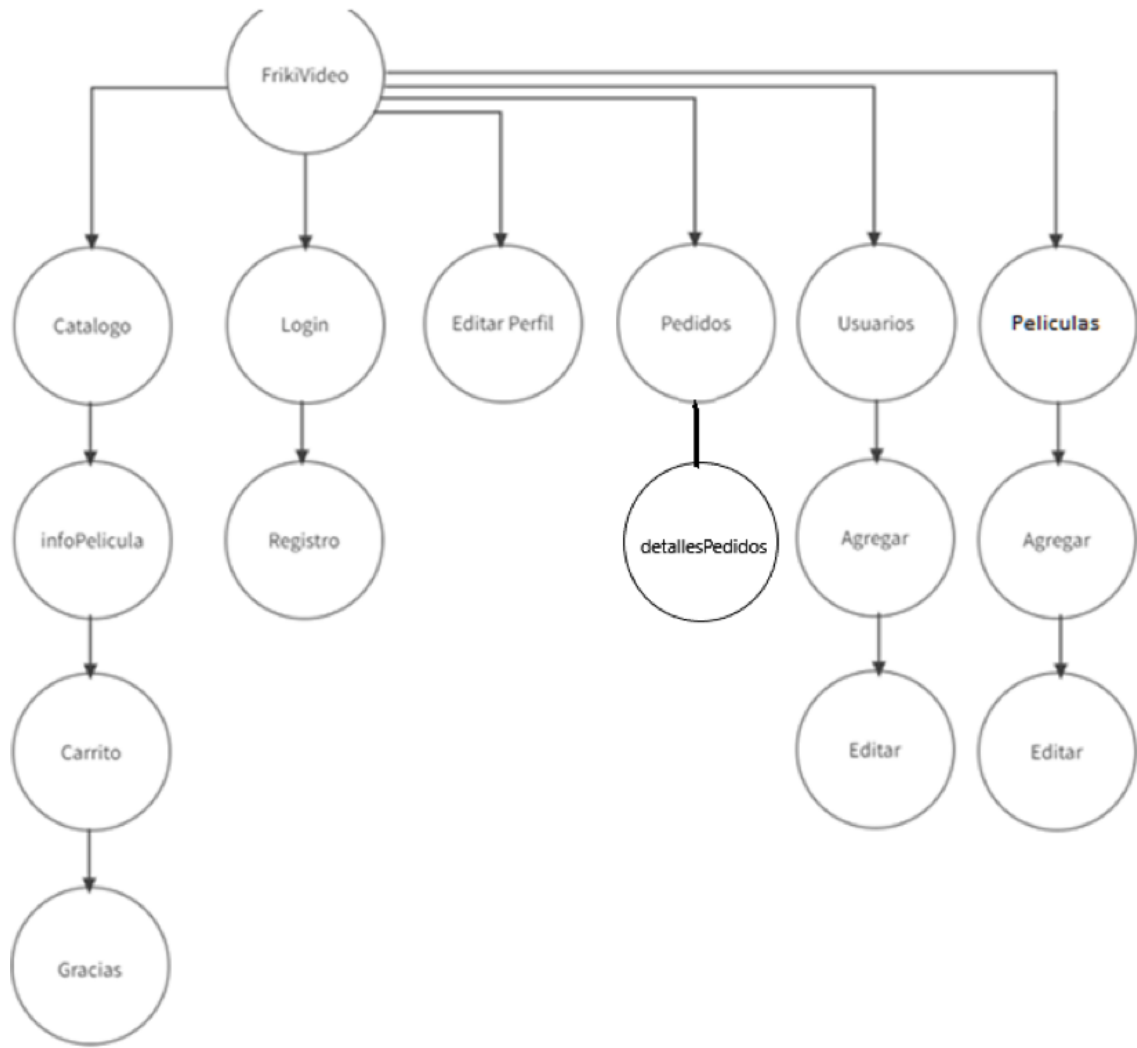 FrikiVideo
Catalogo
Login
Editar Perfil
Pedidos
Usuarios
Peliculas
infoPelicula
Registro
detallesPedidos
Agregar
Agregar
Carrito
Editar
Editar
Gracias